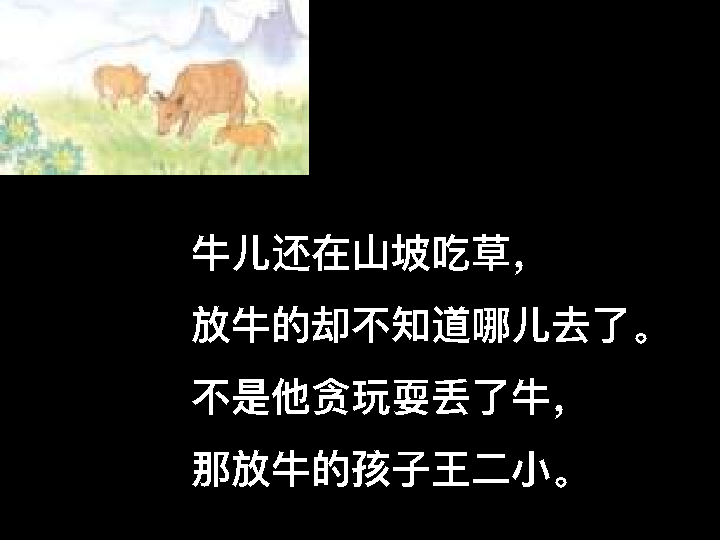 牛儿还在山坡吃草，
放牛的却不知道哪儿去了。
不是他贪玩耍丢了牛，
那放牛的孩子王二小。